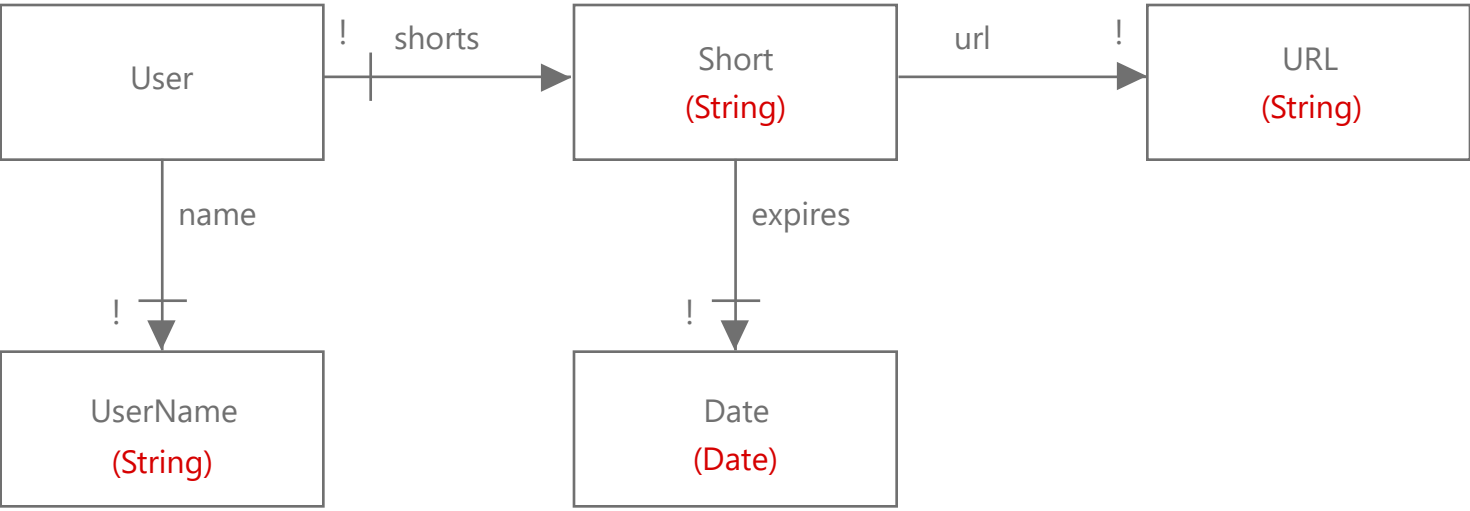 ! shorts url !
User
Short
(String)
URL
(String)
name
expires
!
!
UserName
(String)
Date
(Date)